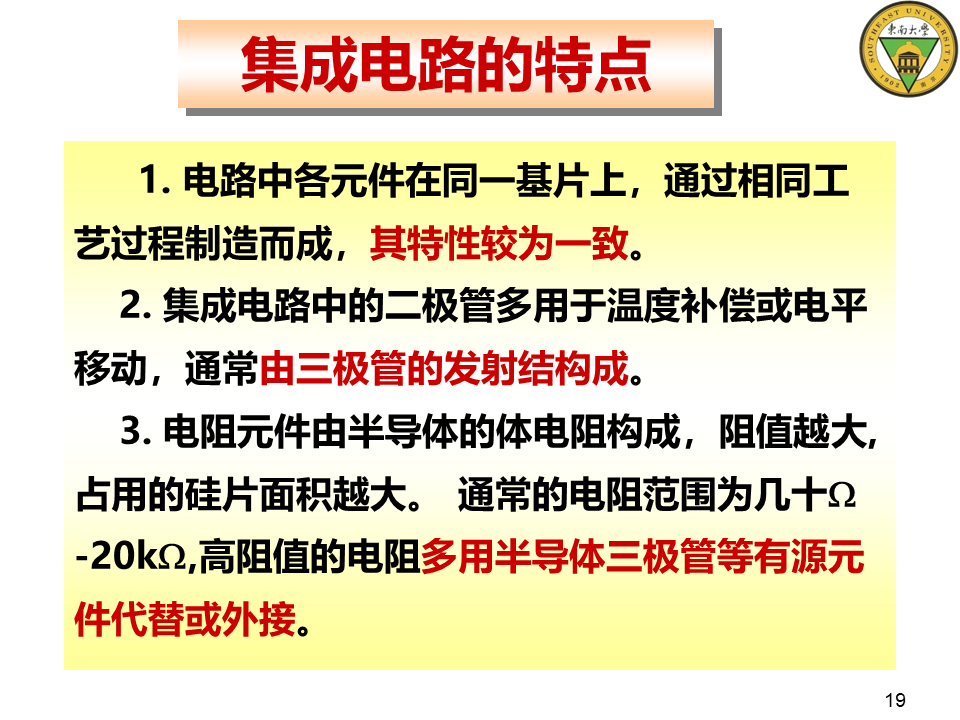 集成电路的特点
SOUTHEAST UNIVERSITY
東南大學
1902
南京
1. 电路中各元件在同一基片上，通过相同工
艺过程制造而成，其特性较为一致。
2. 集成电路中的二极管多用于温度补偿或电平
移动，通常由三极管的发射结构成。
3. 电阻元件由半导体的体电阻构成，阻值越大,
占用的硅片面积越大。 通常的电阻范围为几十Ω
-20kΩ,高阻值的电阻多用半导体三极管等有源元
件代替或外接。
19